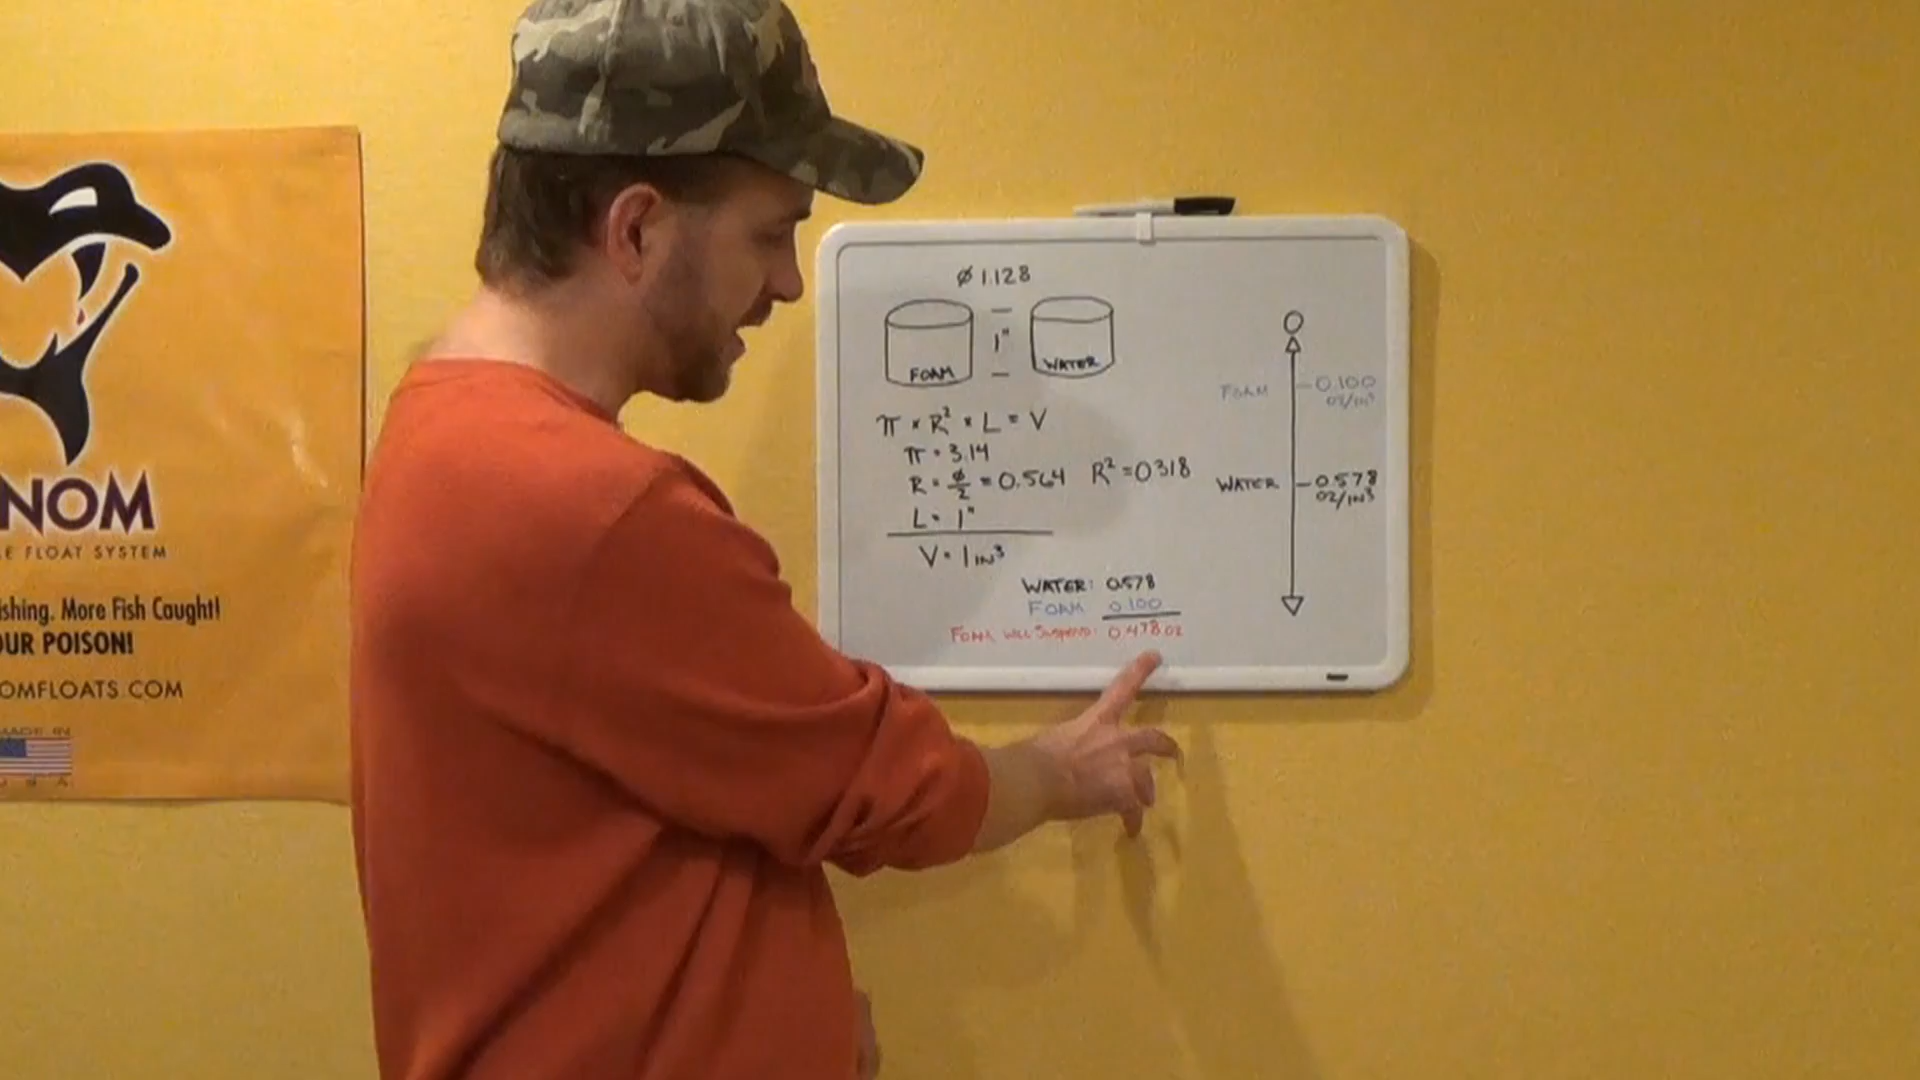 NOM
E FLOAT SYSTEM
shing. More Fish Caught!
OUR POISON!
OMFLOATS.COM
MADE IN
U S A
ø 1.128
FOAM
1"
WATER
π × R² × L = V
π = 3.14
R = ø/2 = 0.564 R² = 0318
L = 1"
V = 1 IN³
WATER: 0.578
FOAM 0.100
FOAM WILL SUSPEND: 0.478 OZ
0
FOAM 0.100
OZ/IN³
WATER 0.578
OZ/IN³